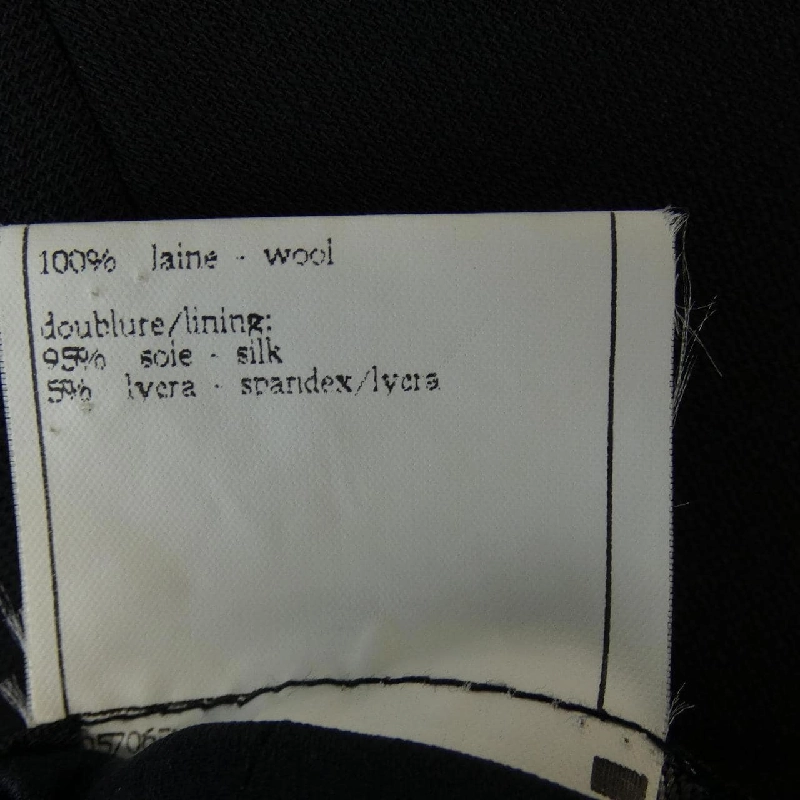 100% laine - wool
doublure/lining:
95% soie - silk
5% lycra - spandex/lycra